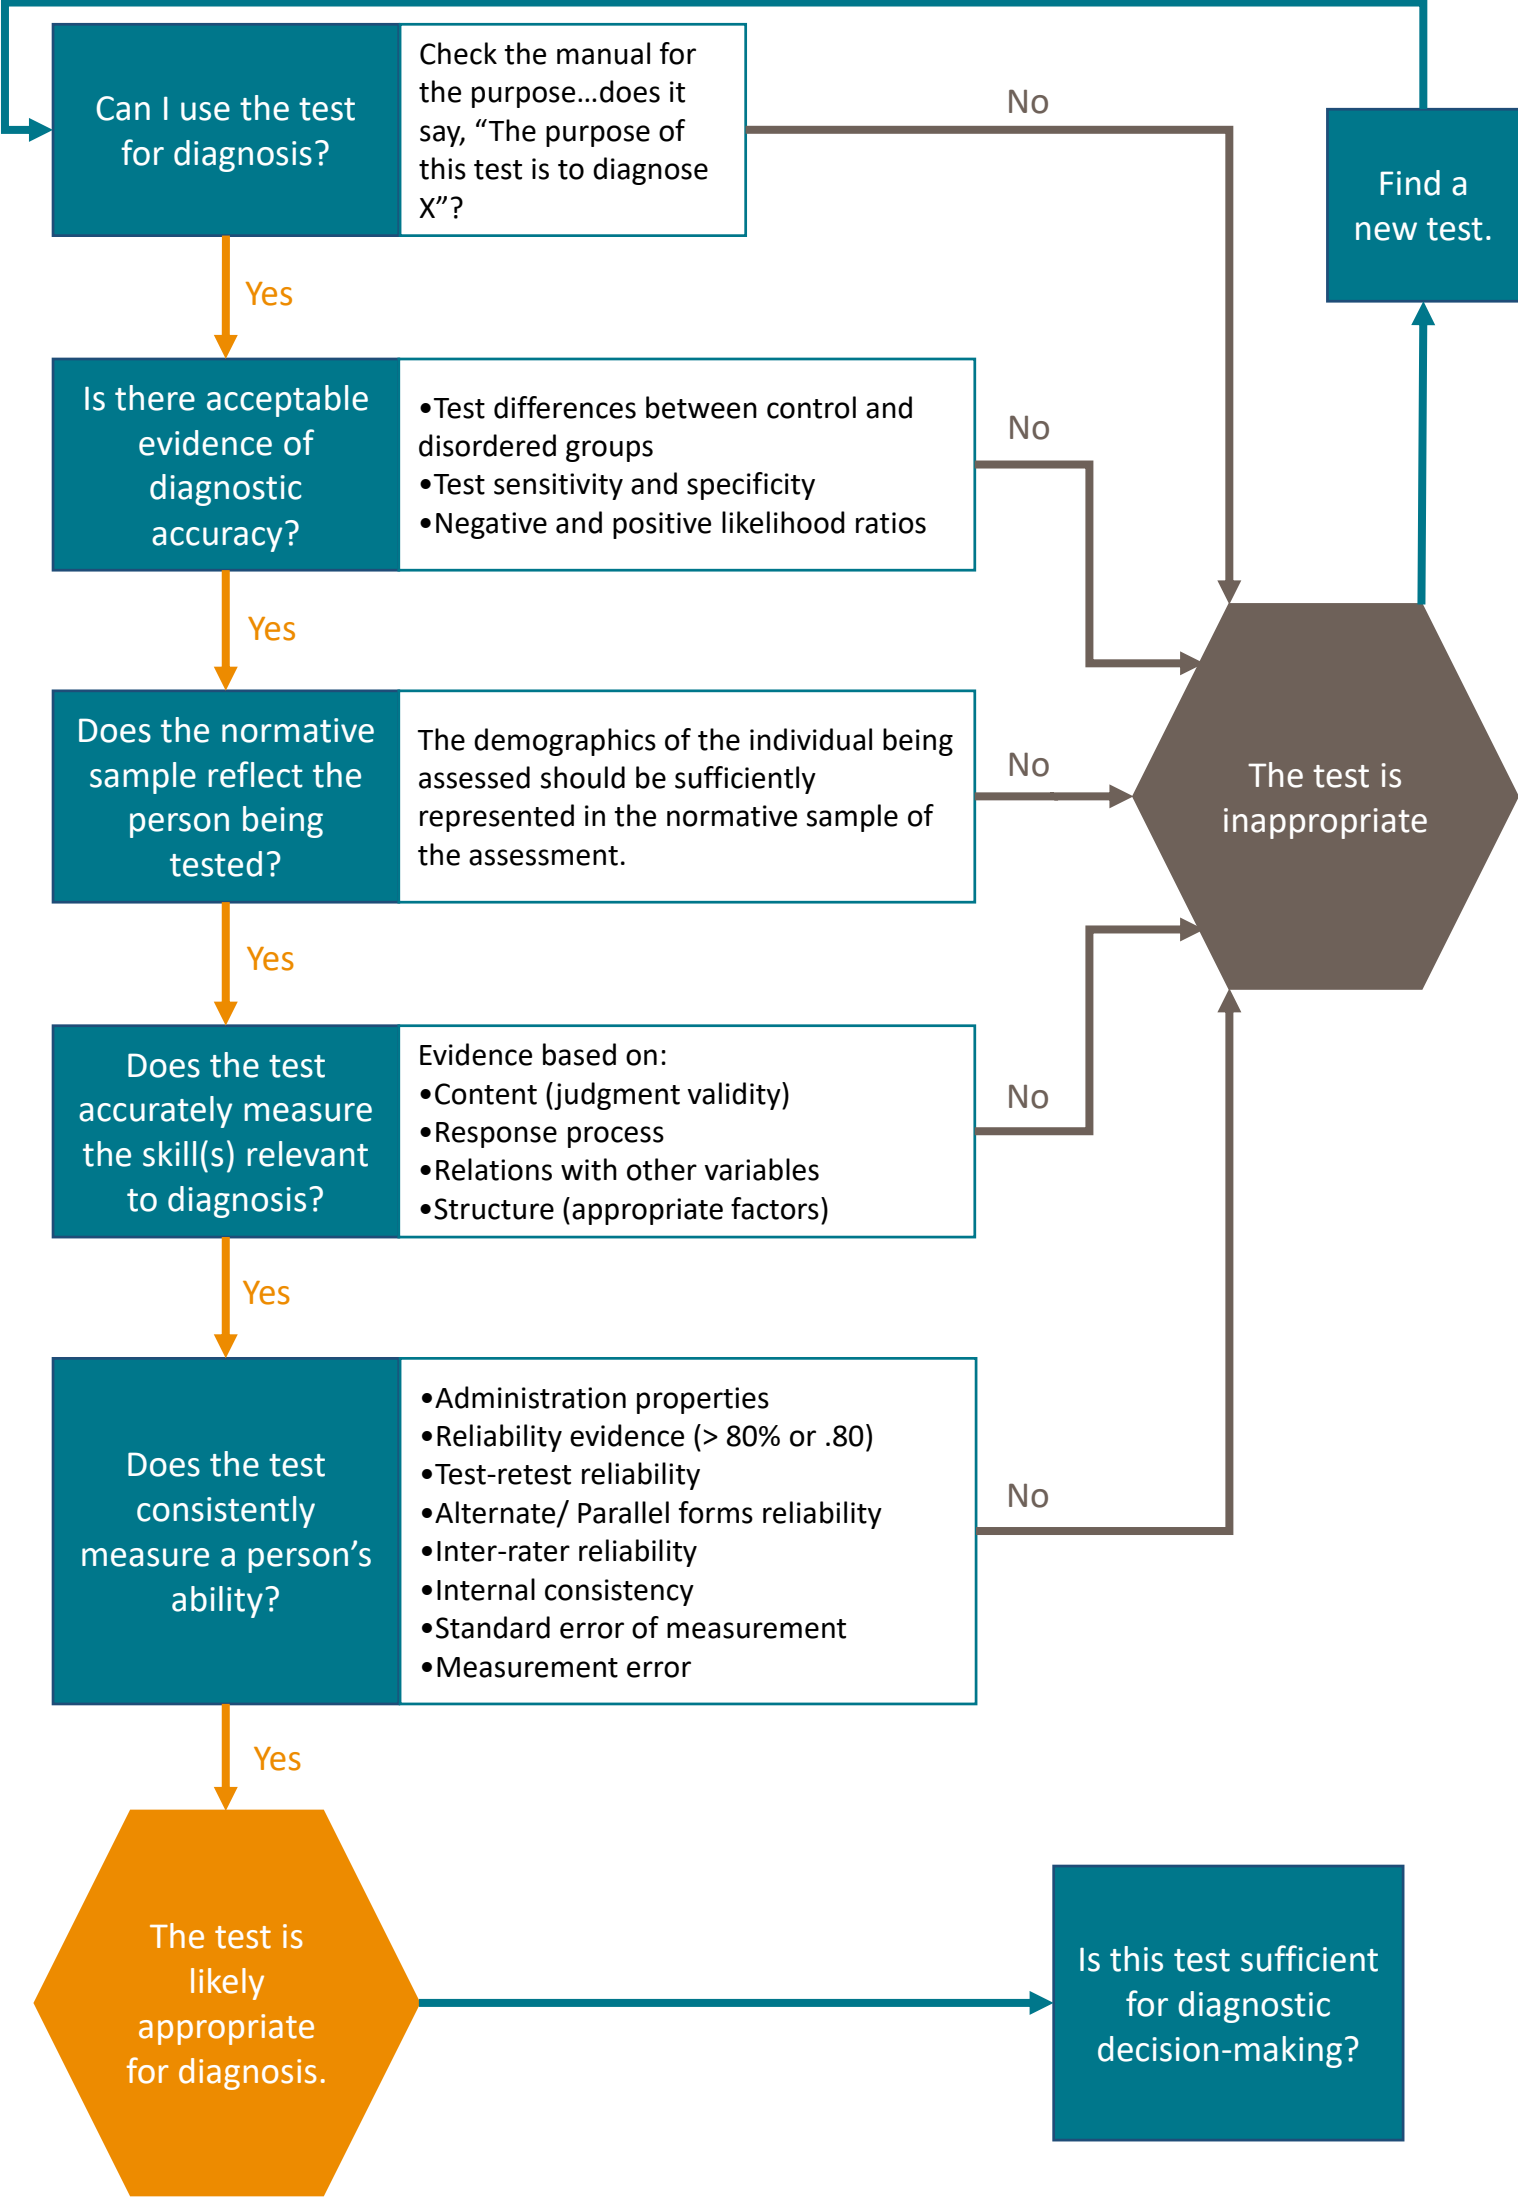 Can I use the test
for diagnosis?
Check the manual for
the purpose...does it
say, “The purpose of
this test is to diagnose
X”?
No
Find a
new test.
Yes
Is there acceptable
evidence of
diagnostic
accuracy?
•Test differences between control and
disordered groups
•Test sensitivity and specificity
•Negative and positive likelihood ratios
No
Yes
Does the normative
sample reflect the
person being
tested?
The demographics of the individual being
assessed should be sufficiently
represented in the normative sample of
the assessment.
No
The test is
inappropriate
Yes
Does the test
accurately measure
the skill(s) relevant
to diagnosis?
Evidence based on:
•Content (judgment validity)
•Response process
•Relations with other variables
•Structure (appropriate factors)
No
Yes
Does the test
consistently
measure a person’s
ability?
•Administration properties
•Reliability evidence (> 80% or .80)
•Test-retest reliability
•Alternate/ Parallel forms reliability
•Inter-rater reliability
•Internal consistency
•Standard error of measurement
•Measurement error
No
Yes
The test is
likely
appropriate
for diagnosis.
Is this test sufficient
for diagnostic
decision-making?